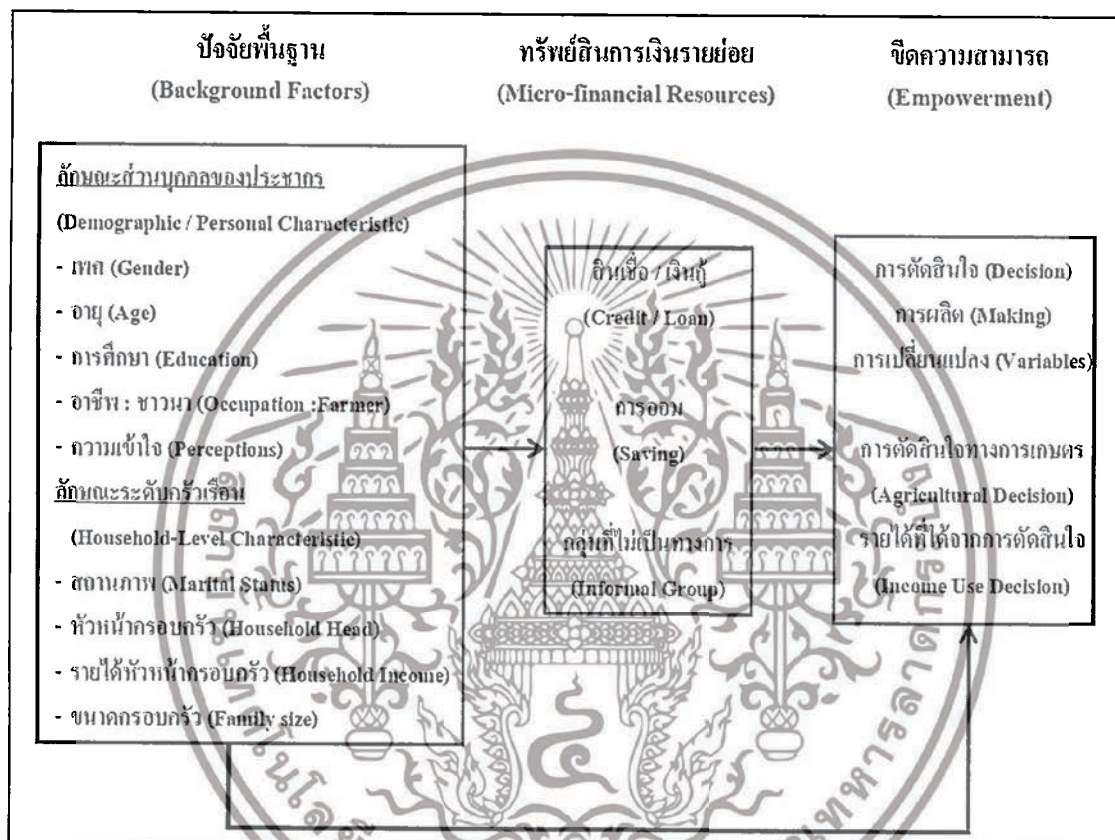 ปัจจัยพื้นฐาน
(Background Factors)
ทรัพย์สินการเงินรายย่อย
(Micro-financial Resources)
ขีดความสามารถ
(Empowerment)
ลักษณะส่วนบุคคลของประชากร
(Demographic / Personal Characteristic)
- เพศ (Gender)
- อายุ (Age)
- การศึกษา (Education)
- อาชีพ : ชาวนา (Occupation :Farmer)
- ความเข้าใจ (Perceptions)
ลักษณะระดับครัวเรือน
(Household-Level Characteristic)
- สถานภาพ (Marital Status)
- หัวหน้าครอบครัว (Household Head)
- รายได้หัวหน้าครอบครัว (Household Income)
- ขนาดครอบครัว (Family size)
สินเชื่อ / เงินกู้
(Credit / Loan)
การออม
(Saving)
กลุ่มที่ไม่เป็นทางการ
(Informal Group)
การตัดสินใจ (Decision)
การผลิต (Making)
การเปลี่ยนแปลง (Variables)
การตัดสินใจทางการเกษตร
(Agricultural Decision)
รายได้ที่ได้จากการตัดสินใจ
(Income Use Decision)